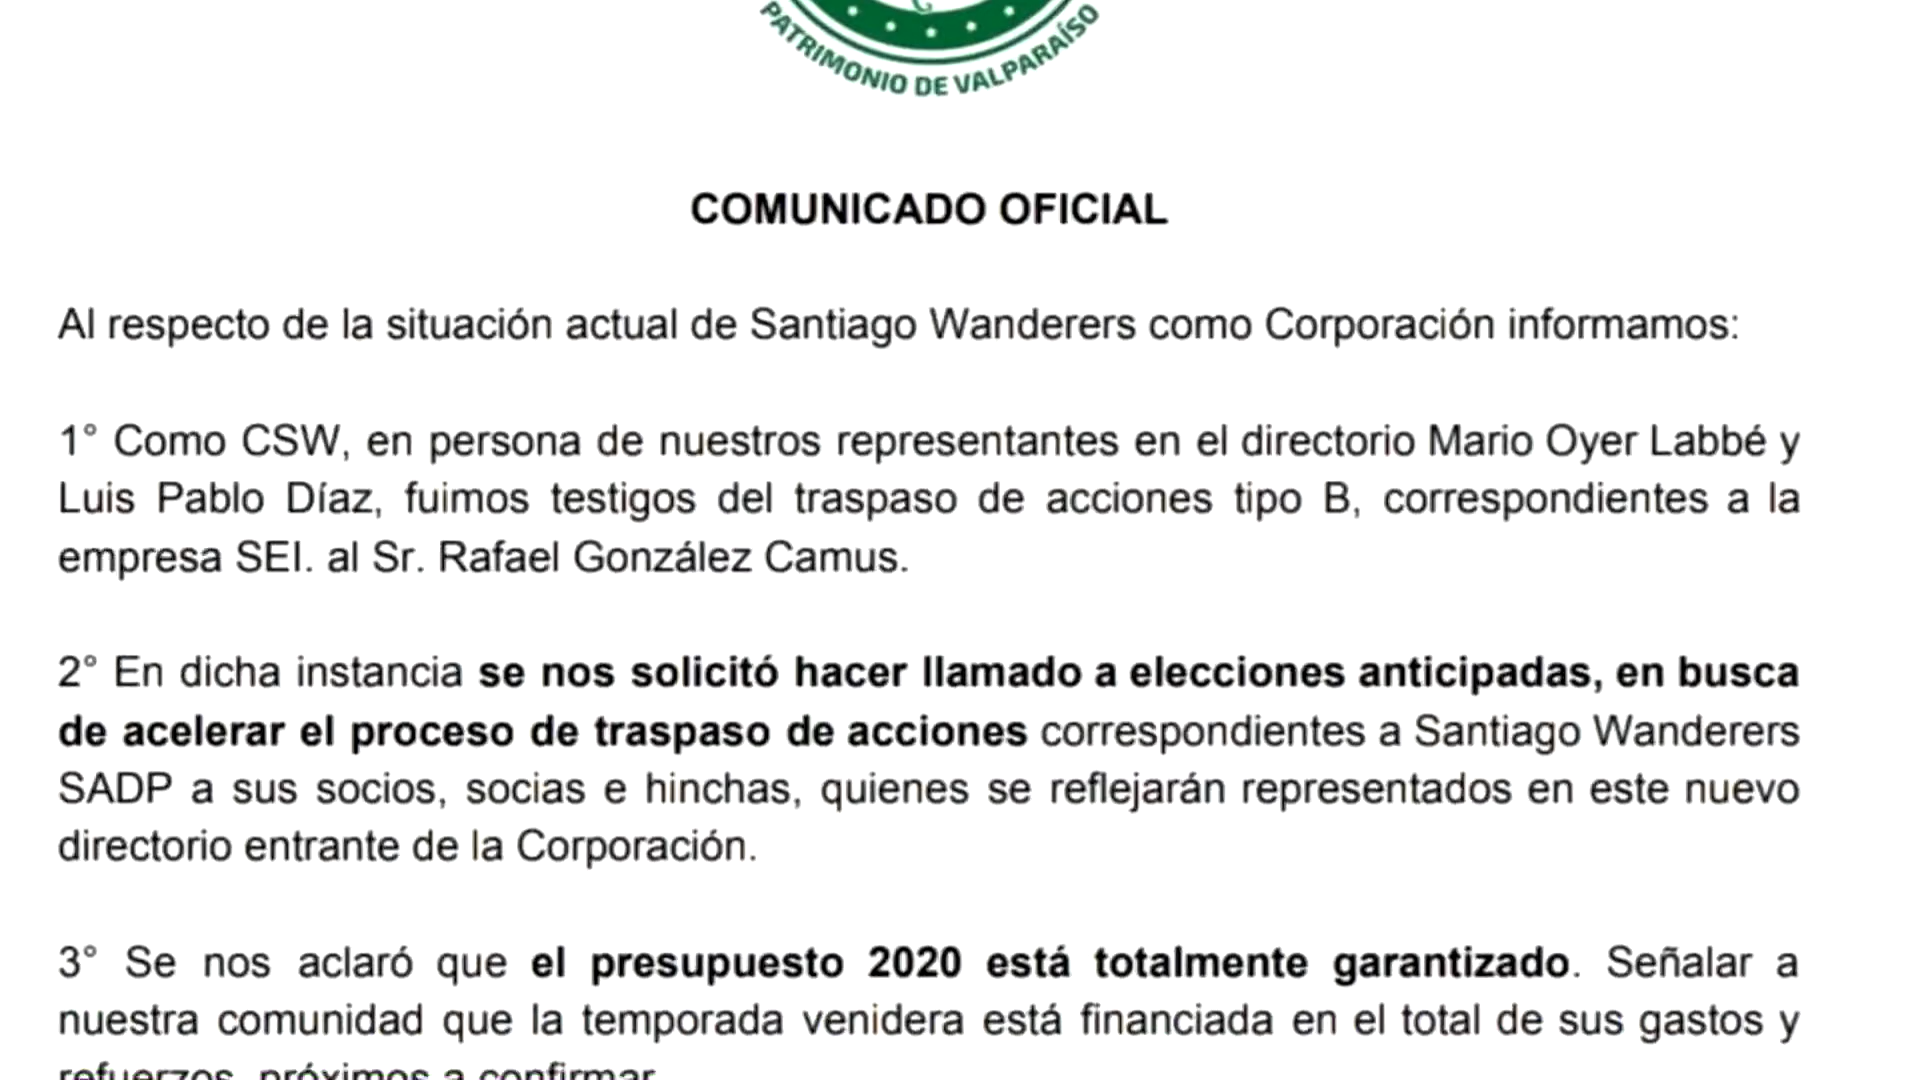 PATRIMONIO DE VALPARAÍSO
COMUNICADO OFICIAL
Al respecto de la situación actual de Santiago Wanderers como Corporación informamos:
1° Como CSW, en persona de nuestros representantes en el directorio Mario Oyer Labbé y
Luis Pablo Díaz, fuimos testigos del traspaso de acciones tipo B, correspondientes a la
empresa SEI. al Sr. Rafael González Camus.
2° En dicha instancia se nos solicitó hacer llamado a elecciones anticipadas, en busca
de acelerar el proceso de traspaso de acciones correspondientes a Santiago Wanderers
SADP a sus socios, socias e hinchas, quienes se reflejarán representados en este nuevo
directorio entrante de la Corporación.
3° Se nos aclaró que el presupuesto 2020 está totalmente garantizado. Señalar a
nuestra comunidad que la temporada venidera está financiada en el total de sus gastos y
refuerzos, próximos a confirmar